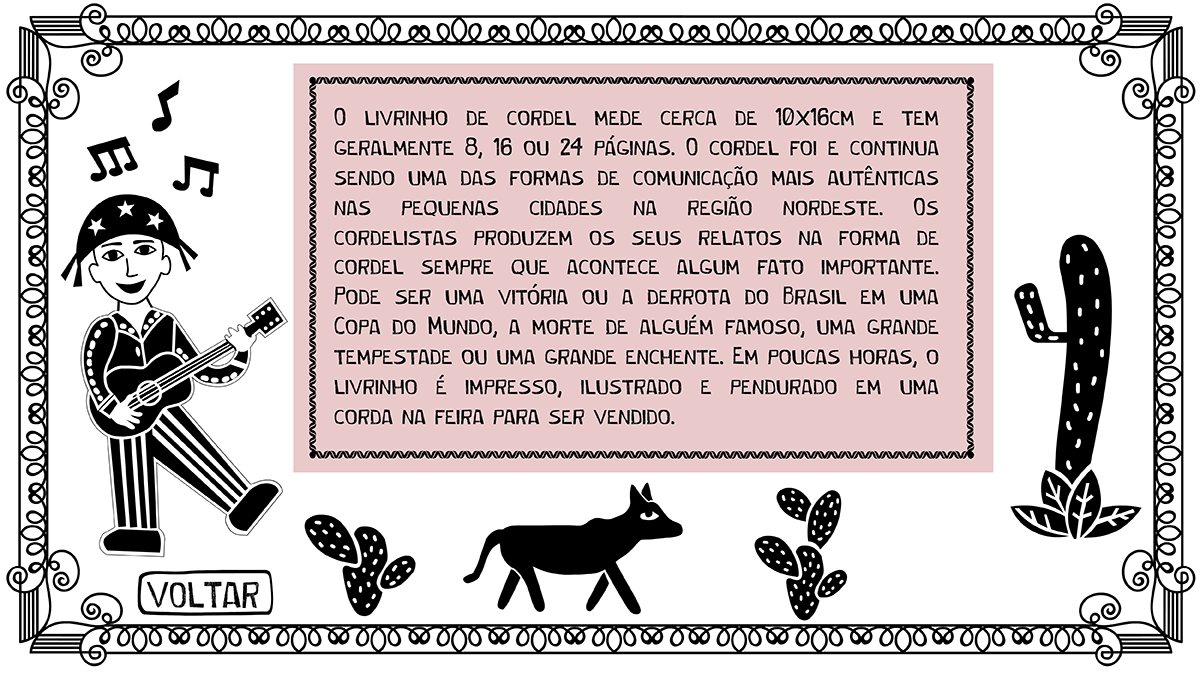 O LIVRINHO DE CORDEL MEDE CERCA DE 10X16CM E TEM
GERALMENTE 8, 16 OU 24 PÁGINAS. O CORDEL FOI E CONTINUA
SENDO UMA DAS FORMAS DE COMUNICAÇÃO MAIS AUTÊNTICAS
NAS PEQUENAS CIDADES NA REGIÃO NORDESTE. OS
CORDELISTAS PRODUZEM OS SEUS RELATOS NA FORMA DE
CORDEL SEMPRE QUE ACONTECE ALGUM FATO IMPORTANTE.
PODE SER UMA VITÓRIA OU A DERROTA DO BRASIL EM UMA
COPA DO MUNDO, A MORTE DE ALGUÉM FAMOSO, UMA GRANDE
TEMPESTADE OU UMA GRANDE ENCHENTE. EM POUCAS HORAS, O
LIVRINHO É IMPRESSO, ILUSTRADO E PENDURADO EM UMA
CORDA NA FEIRA PARA SER VENDIDO.
VOLTAR